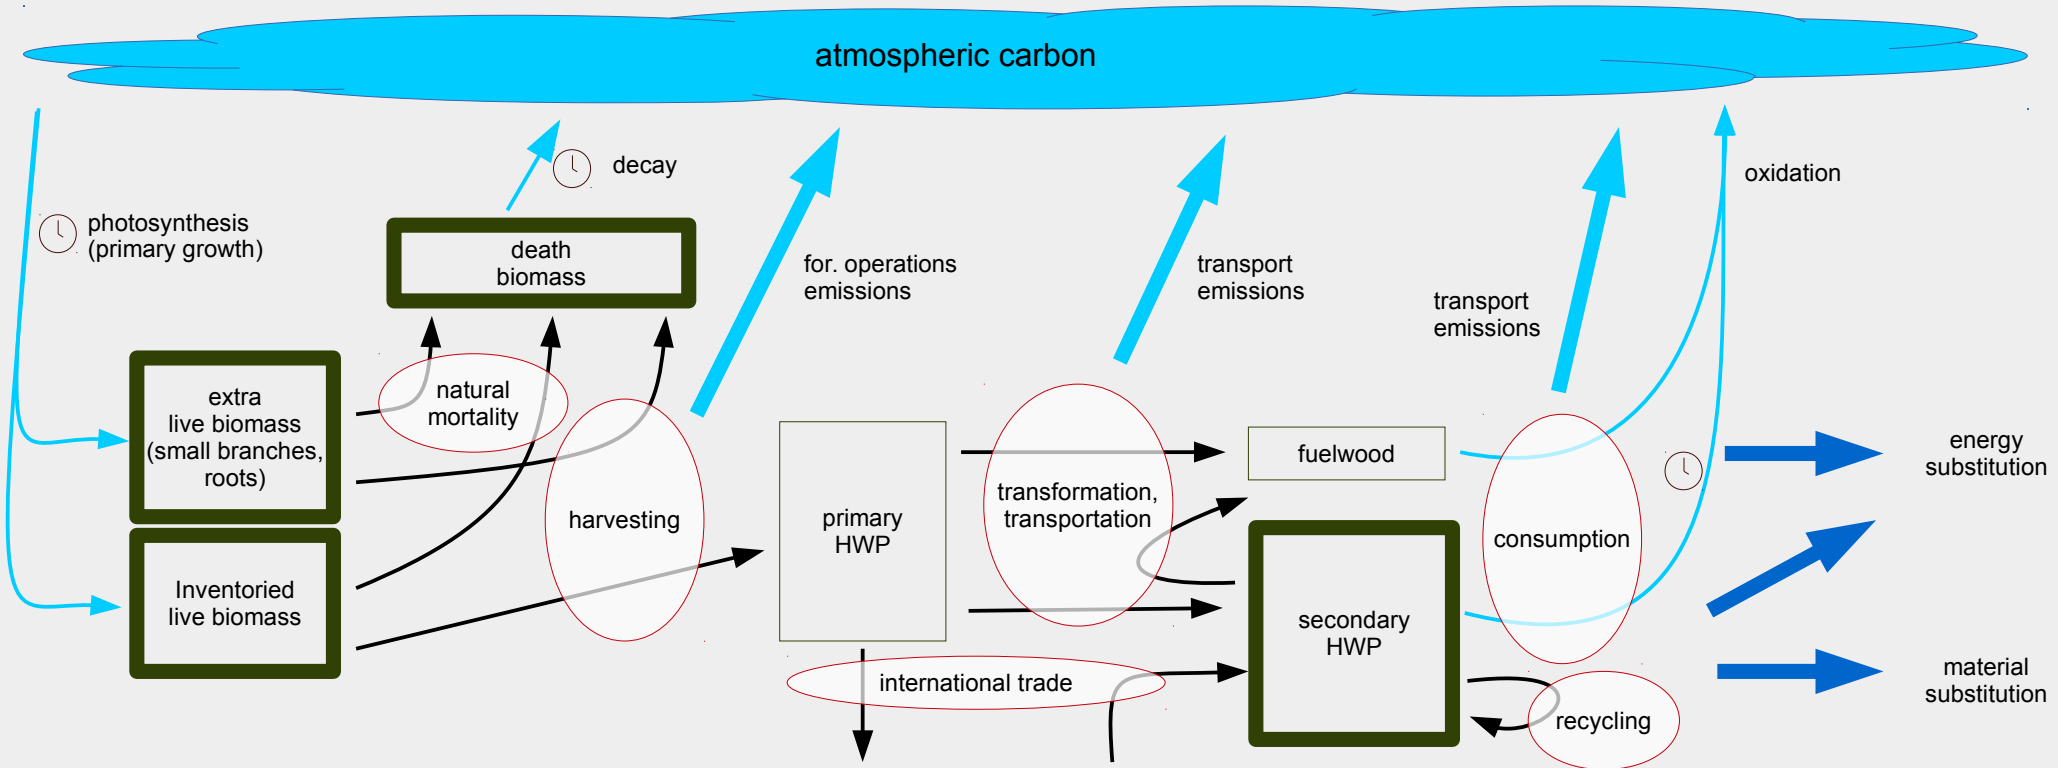 atmospheric carbon
photosynthesis
(primary growth)
decay
death
biomass
for. operations
emissions
transport
emissions
transport
emissions
oxidation
extra
live biomass
(small branches,
roots)
natural
mortality
Inventoried
live biomass
harvesting
primary
HWP
transformation,
transportation
international trade
fuelwood
secondary
HWP
consumption
recycling
energy
substitution
material
substitution